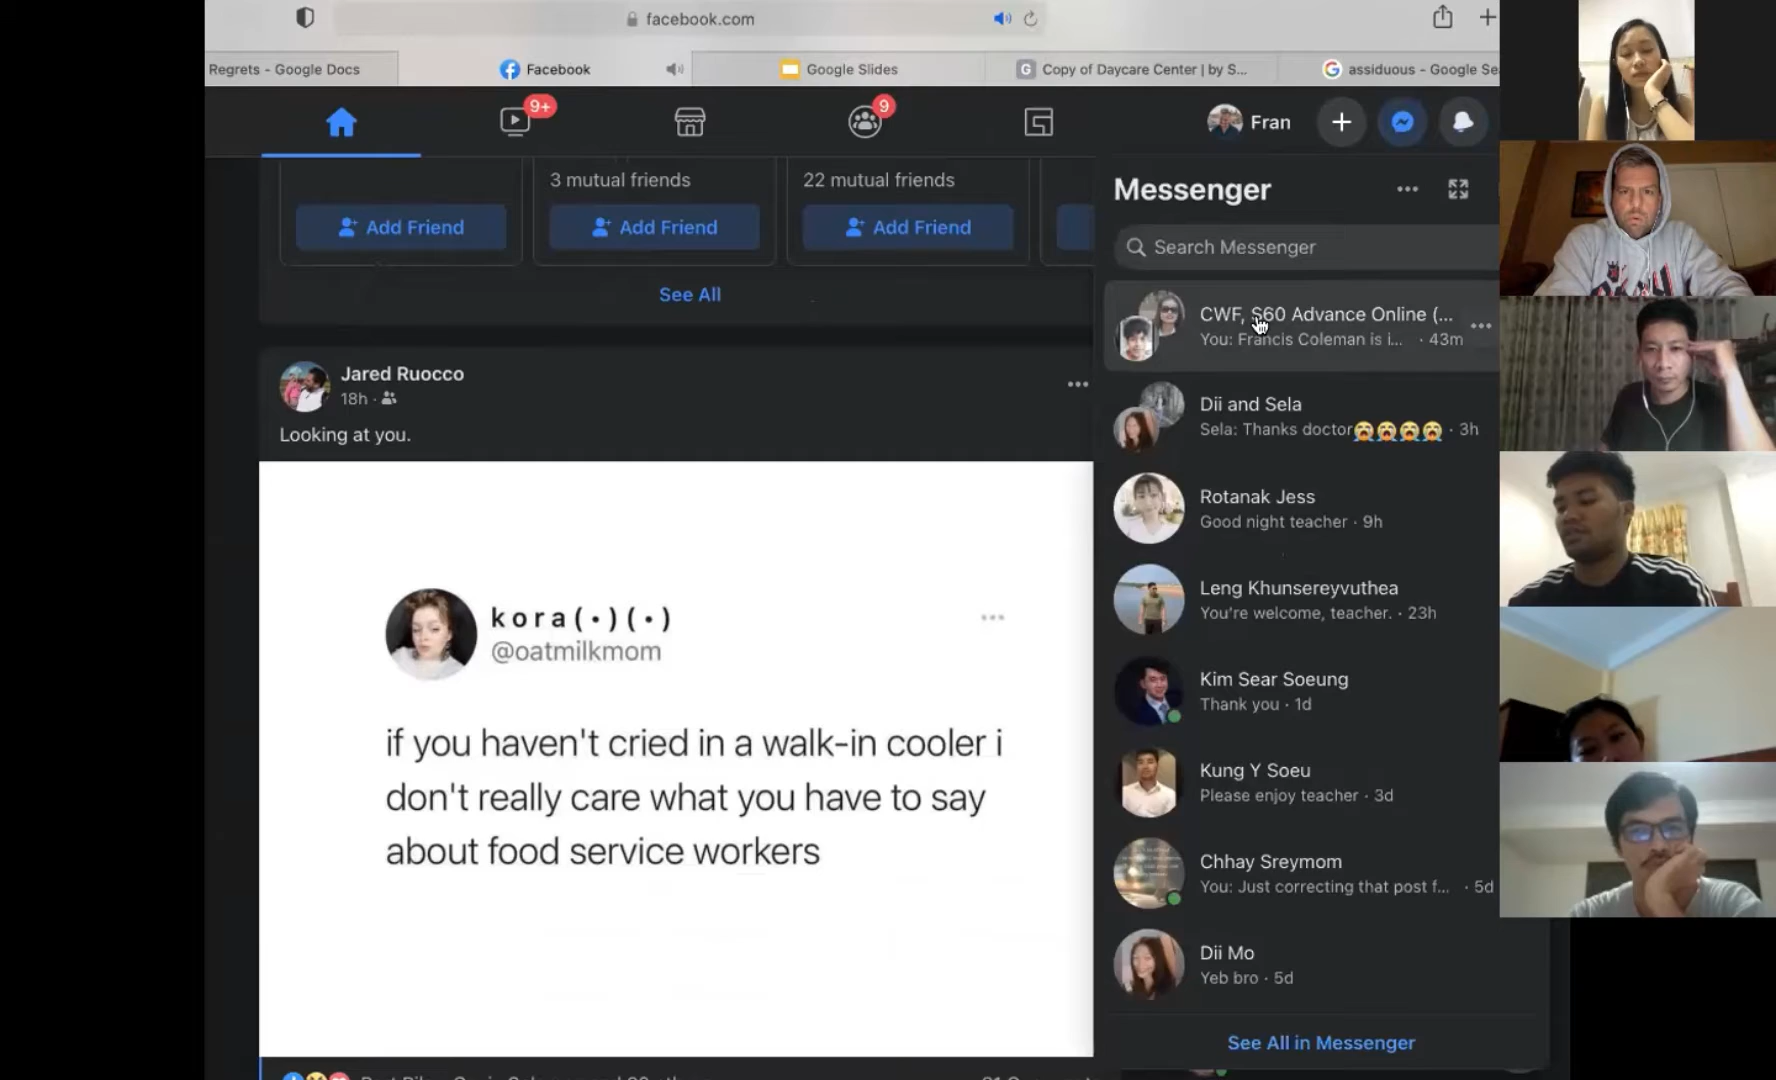 facebook.com
Regrets - Google Docs
Facebook
Google Slides
Copy of Daycare Center | by S...
assiduous - Google Se
9+
9
Fran
3 mutual friends
22 mutual friends
Add Friend
Add Friend
Add Friend
See All
Jared Ruocco
18h ·
Looking at you.
kora(•)(•)
@oatmilkmom
if you haven't cried in a walk-in cooler i
don't really care what you have to say
about food service workers
Messenger
Search Messenger
CWF, S60 Advance Online (...
You: Francis Coleman is i... · 43m
Dii and Sela
Sela: Thanks doctor😭😭😭😭 · 3h
Rotanak Jess
Good night teacher · 9h
Leng Khunsereyvuthea
You're welcome, teacher. · 23h
Kim Sear Soeung
Thank you · 1d
Kung Y Soeu
Please enjoy teacher · 3d
Chhay Sreymom
You: Just correcting that post f... · 5d
Dii Mo
Yeb bro · 5d
See All in Messenger